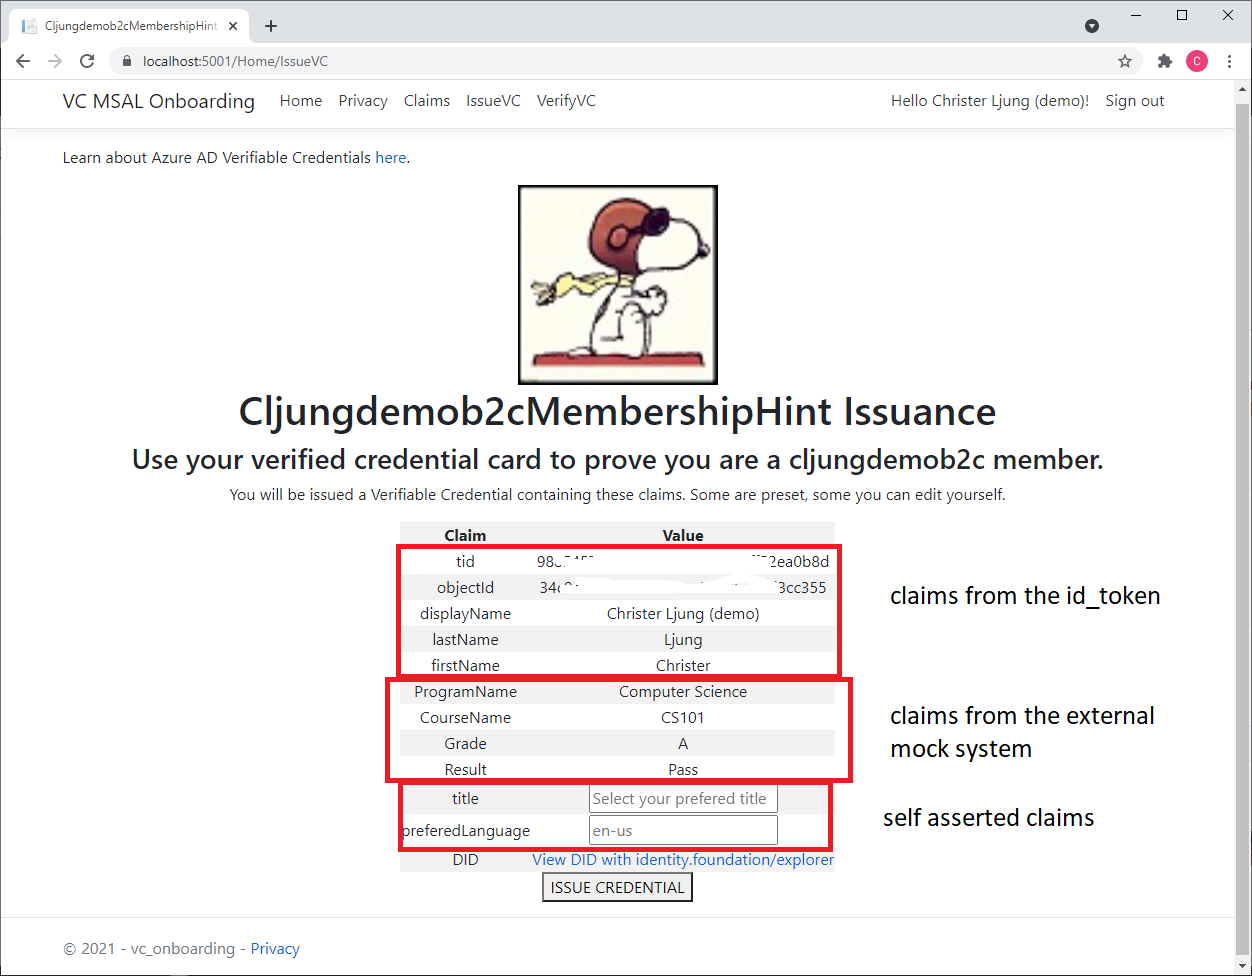 Cljungdemob2cMembershipHint
localhost:5001/Home/IssueVC
C
VC MSAL Onboarding Home Privacy Claims IssueVC VerifyVC Hello Christer Ljung (demo)! Sign out
Learn about Azure AD Verifiable Credentials here.
Cljungdemob2cMembershipHint Issuance
Use your verified credential card to prove you are a cljungdemob2c member.
You will be issued a Verifiable Credential containing these claims. Some are preset, some you can edit yourself.
Claim Value
tid 2ea0b8d
objectId 3cc355
claims from the id_token
displayName Christer Ljung (demo)
lastName Ljung
firstName Christer
ProgramName Computer Science
CourseName CS101
claims from the external
mock system
Grade A
Result Pass
title Select your prefered title
self asserted claims
preferedLanguage en-us
DID View DID with identity.foundation/explorer
ISSUE CREDENTIAL
© 2021 - vc_onboarding - Privacy